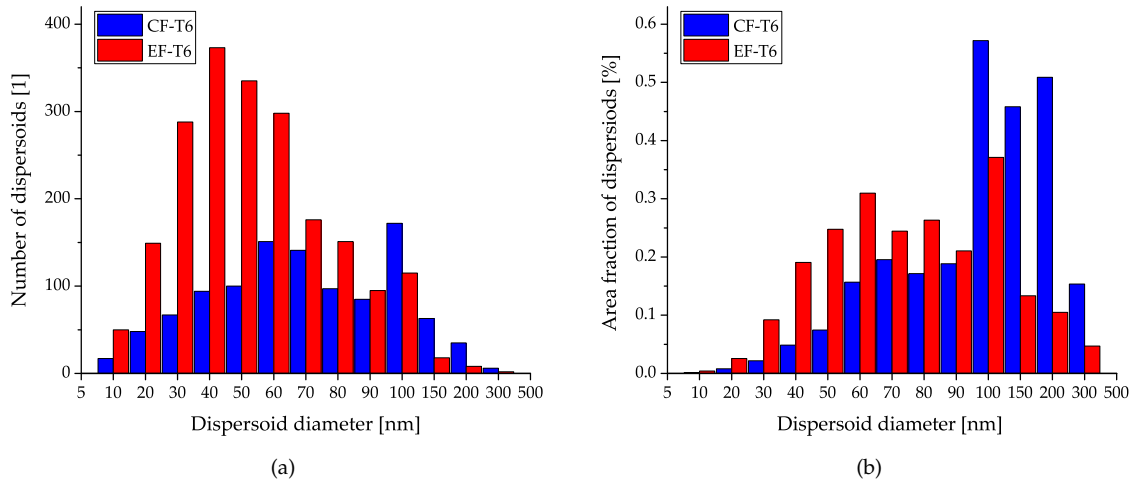 CF-T6
EF-T6
400
300
200
100
0
Number of dispersoids [1]
5 10 20 30 40 50 60 70 80 90 100 150 200 300 500
Dispersoid diameter [nm]
(a)
CF-T6
EF-T6
0.6
0.5
0.4
0.3
0.2
0.1
0.0
Area fraction of dispersiods [%]
5 10 20 30 40 50 60 70 80 90 100 150 200 300 500
Dispersoid diameter [nm]
(b)